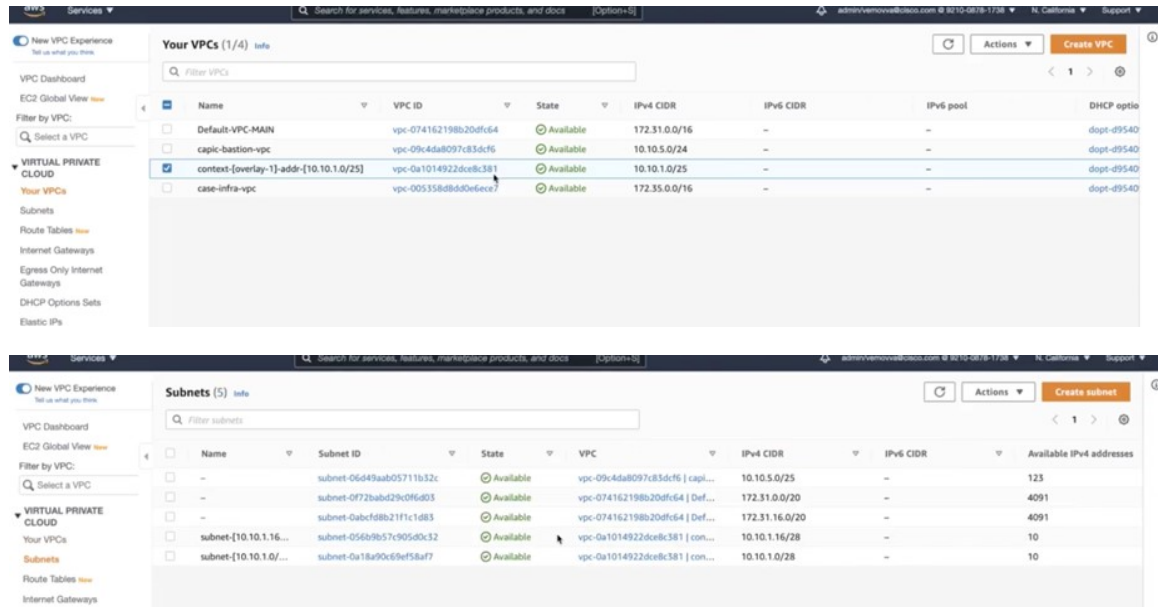 aws Services ▼ Search for services, features, marketplace products, and docs [Option+S] N. California ▼ Support ▼
New VPC Experience
Tell us what you think
Your VPCs (1/4) Info Actions ▼ Create VPC
Filter VPCs
< 1 >
VPC Dashboard
EC2 Global View New
Filter by VPC:
Select a VPC
VIRTUAL PRIVATE
CLOUD
Your VPCs
Subnets
Route Tables New
Internet Gateways
Egress Only Internet
Gateways
DHCP Options Sets
Elastic IPs
Name VPC ID State IPv4 CIDR IPv6 CIDR IPv6 pool DHCP optio
Default-VPC-MAIN vpc-074162198b20dfc64 Available 172.31.0.0/16 – – dopt-d9540
capic-bastion-vpc vpc-09c4da8097c83dcf6 Available 10.10.5.0/24 – – dopt-d9540
context-[overlay-1]-addr-[10.10.1.0/25] vpc-0a1014922dce8c381 Available 10.10.1.0/25 – – dopt-d9540
case-infra-vpc vpc-005358d8dd0e6ece7 Available 172.35.0.0/16 – – dopt-d9540
aws Services ▼ Search for services, features, marketplace products, and docs [Option+S] N. California ▼ Support ▼
New VPC Experience
Tell us what you think
Subnets (5) Info Actions ▼ Create subnet
Filter subnets
< 1 >
VPC Dashboard
EC2 Global View New
Filter by VPC:
Select a VPC
VIRTUAL PRIVATE
CLOUD
Your VPCs
Subnets
Route Tables New
Internet Gateways
Name Subnet ID State VPC IPv4 CIDR IPv6 CIDR Available IPv4 addresses
– subnet-06d49aab05711b32c Available vpc-09c4da8097c83dcf6 | capi... 10.10.5.0/25 – 123
– subnet-0f72babd29c0f6d03 Available vpc-074162198b20dfc64 | Def... 172.31.0.0/20 – 4091
– subnet-0abcfd8b21f1c1d83 Available vpc-074162198b20dfc64 | Def... 172.31.16.0/20 – 4091
subnet-[10.10.1.16... subnet-056b9b57c905d0c32 Available vpc-0a1014922dce8c381 | con... 10.10.1.16/28 – 10
subnet-[10.10.1.0/... subnet-0a18a90c69ef58af7 Available vpc-0a1014922dce8c381 | con... 10.10.1.0/28 – 10